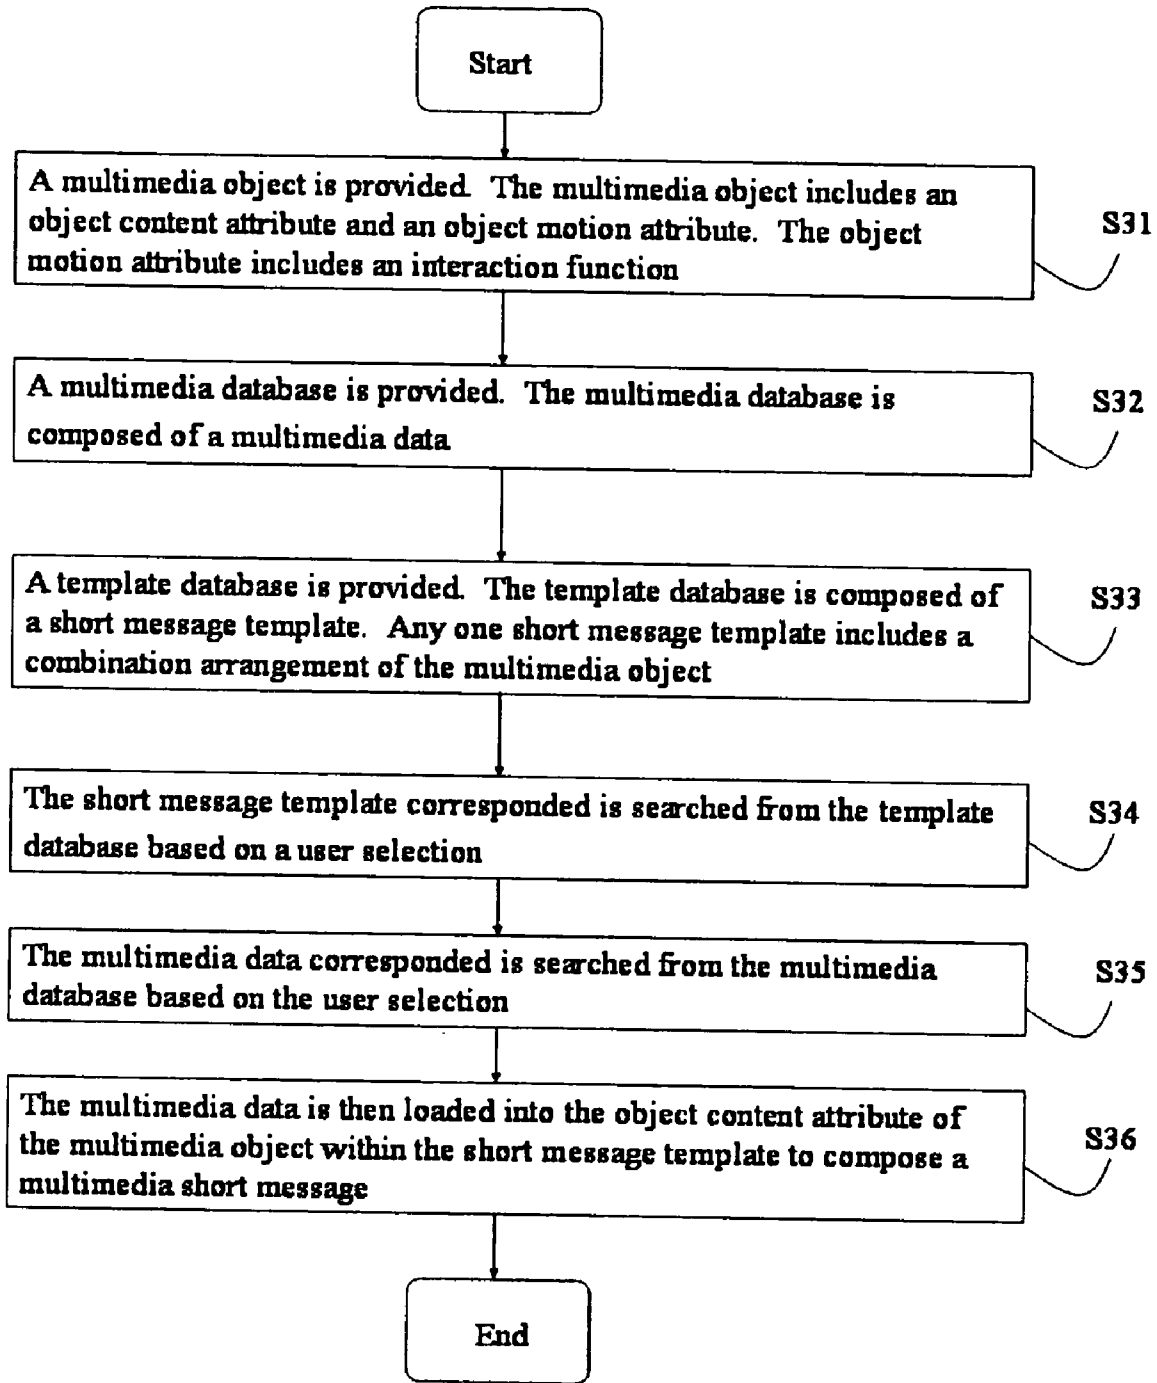 Start
A multimedia object is provided. The multimedia object includes an
object content attribute and an object motion attribute. The object
motion attribute includes an interaction function
S31
A multimedia database is provided. The multimedia database is
composed of a multimedia data
S32
A template database is provided. The template database is composed of
a short message template. Any one short message template includes a
combination arrangement of the multimedia object
S33
The short message template corresponded is searched from the template
database based on a user selection
S34
The multimedia data corresponded is searched from the multimedia
database based on the user selection
S35
The multimedia data is then loaded into the object content attribute of
the multimedia object within the short message template to compose a
multimedia short message
S36
End